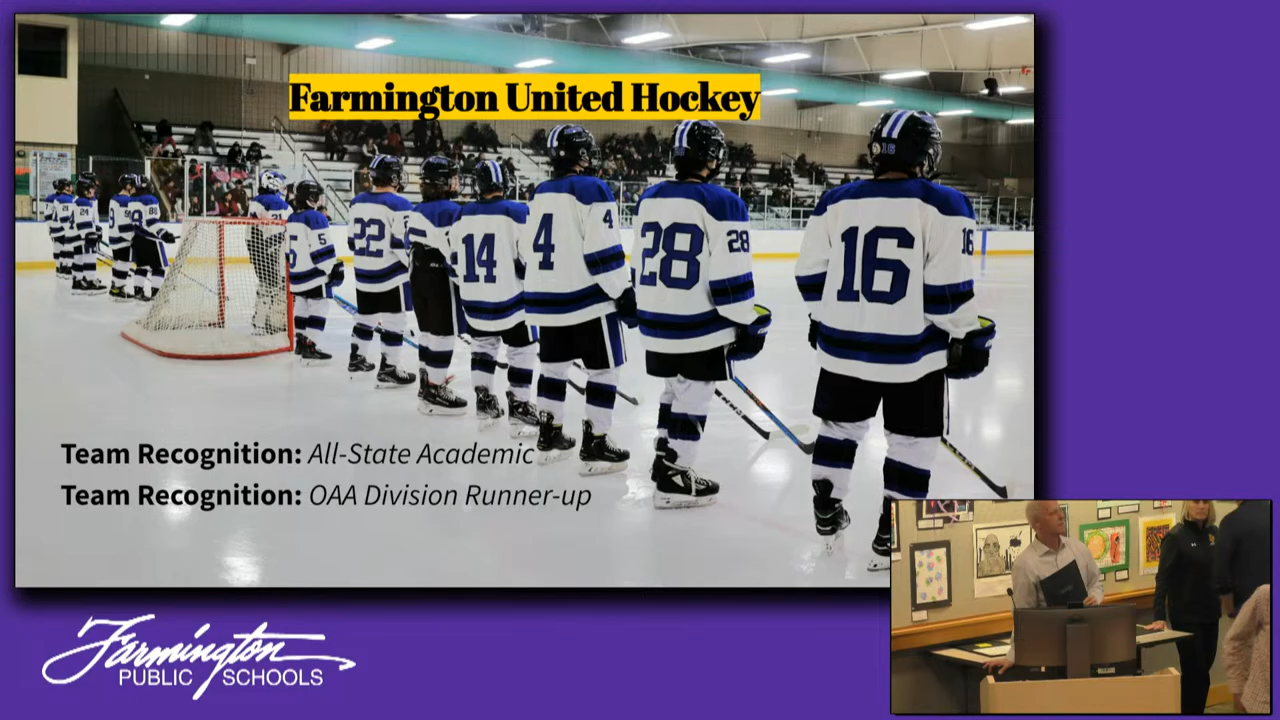 Farmington United Hockey
22
5
14
4
4
28
28
16
16
16
Team Recognition: All-State Academic
Team Recognition: OAA Division Runner-up
Farmington
PUBLIC SCHOOLS